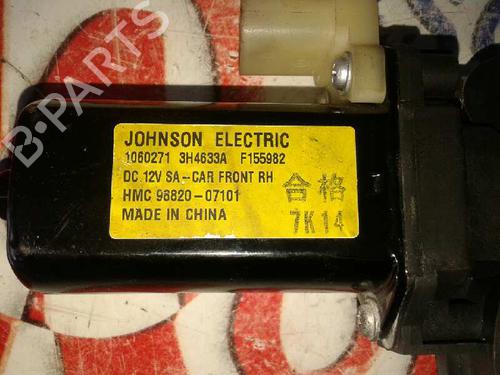 B-PARTS
JOHNSON ELECTRIC
1060271 3H4633A F155982
DC 12V SA-CAR FRONT RH
HMC 98820-07101
MADE IN CHINA
合格
7K14